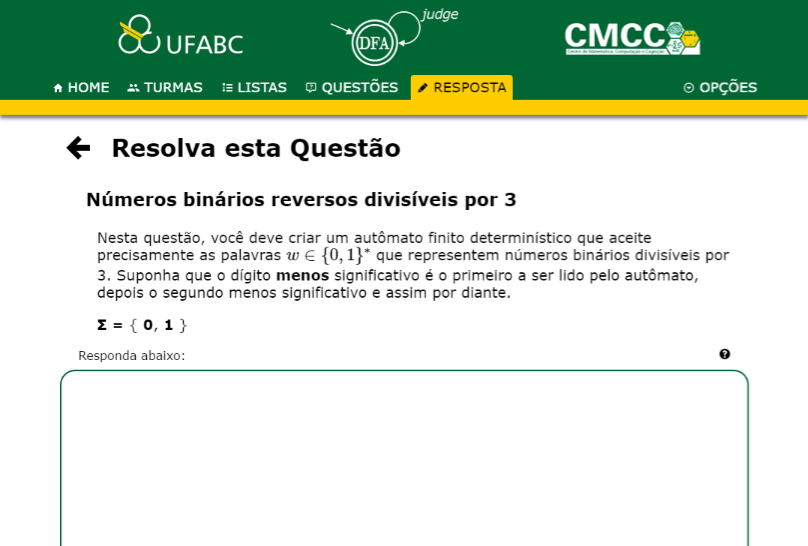 UFABC
DFA
judge
CMCC
Centro de Matemática, Computação e Cognição
HOME TURMAS LISTAS QUESTÕES RESPOSTA OPÇÕES
Resolva esta Questão
Números binários reversos divisíveis por 3
Nesta questão, você deve criar um autômato finito determinístico que aceite
precisamente as palavras w ∈ {0, 1}* que representem números binários divisíveis por
3. Suponha que o dígito menos significativo é o primeiro a ser lido pelo autômato,
depois o segundo menos significativo e assim por diante.
Σ = { 0, 1 }
Responda abaixo: